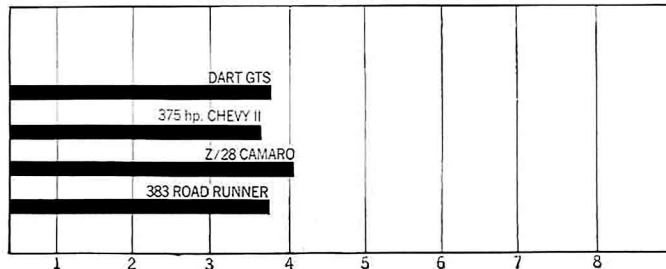 DART GTS
375 hp. CHEVY II
Z/28 CAMARO
383 ROAD RUNNER
1 2 3 4 5 6 7 8